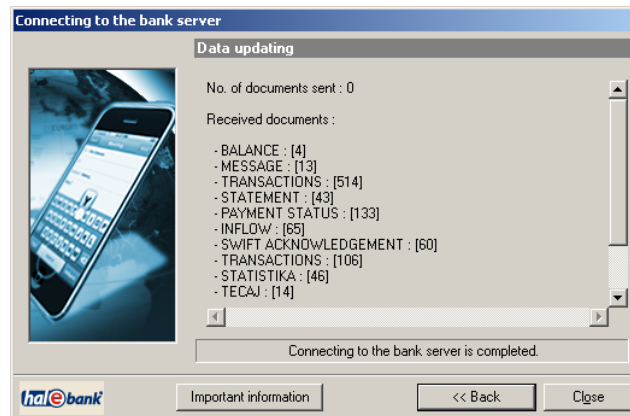 Connecting to the bank server
Data updating
No. of documents sent : 0
Received documents :
- BALANCE : [4]
- MESSAGE : [13]
- TRANSACTIONS : [514]
- STATEMENT : [43]
- PAYMENT STATUS : [133]
- INFLOW : [65]
- SWIFT ACKNOWLEDGEMENT : [60]
- TRANSACTIONS : [106]
- STATISTIKA : [46]
- TECAJ : [14]
Connecting to the bank server is completed.
hal e bank
Important information
<< Back
Close